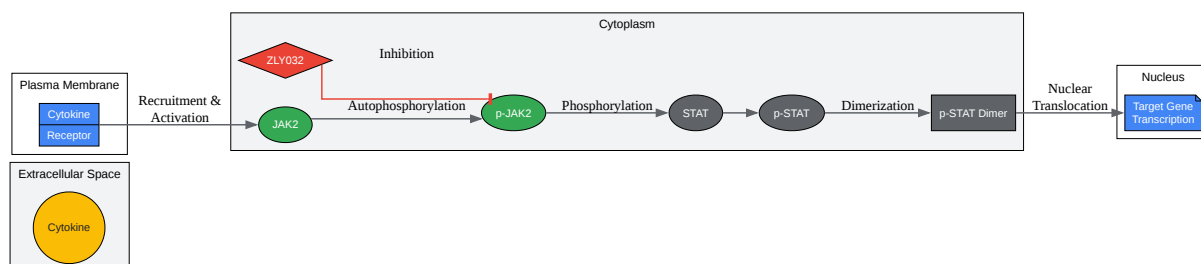 Cytoplasm
ZLY032
Inhibition
Plasma Membrane
Cytokine
Receptor
Recruitment &
Activation
JAK2
Autophosphorylation
p-JAK2
Phosphorylation
STAT
p-STAT
Dimerization
p-STAT Dimer
Nuclear
Translocation
Nucleus
Target Gene
Transcription
Extracellular Space
Cytokine